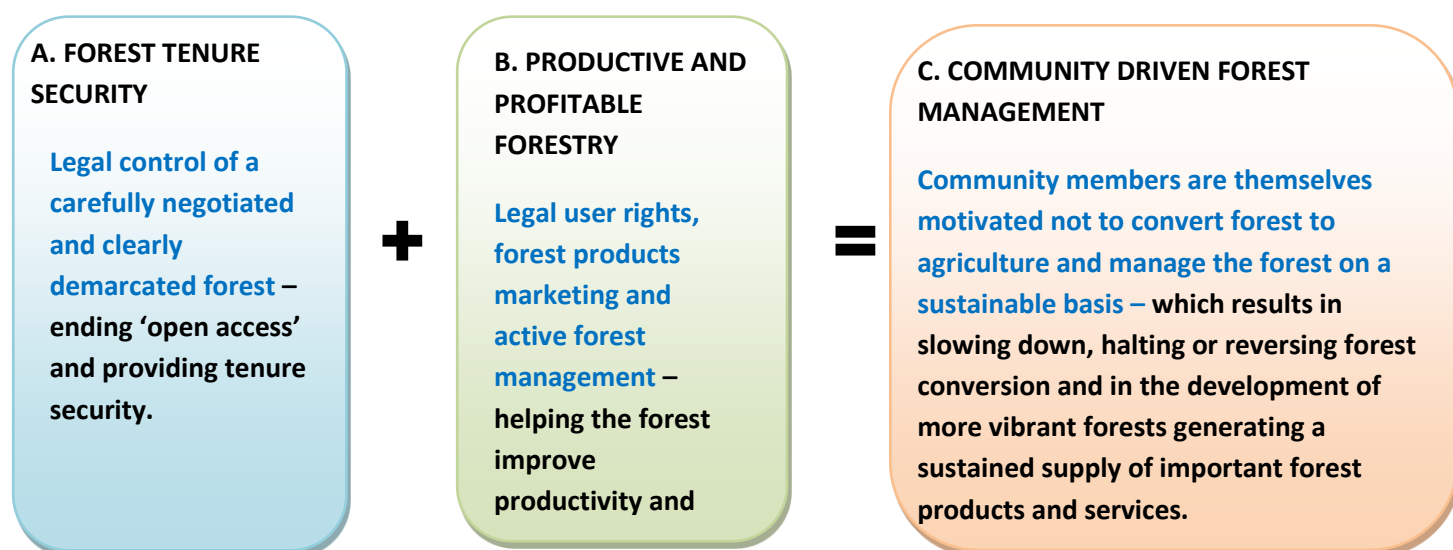 A. FOREST TENURE
SECURITY
Legal control of a
carefully negotiated
and clearly
demarcated forest –
ending ‘open access’
and providing tenure
security.
+
B. PRODUCTIVE AND
PROFITABLE
FORESTRY
Legal user rights,
forest products
marketing and
active forest
management –
helping the forest
improve
productivity and
=
C. COMMUNITY DRIVEN FOREST
MANAGEMENT
Community members are themselves
motivated not to convert forest to
agriculture and manage the forest on a
sustainable basis – which results in
slowing down, halting or reversing forest
conversion and in the development of
more vibrant forests generating a
sustained supply of important forest
products and services.